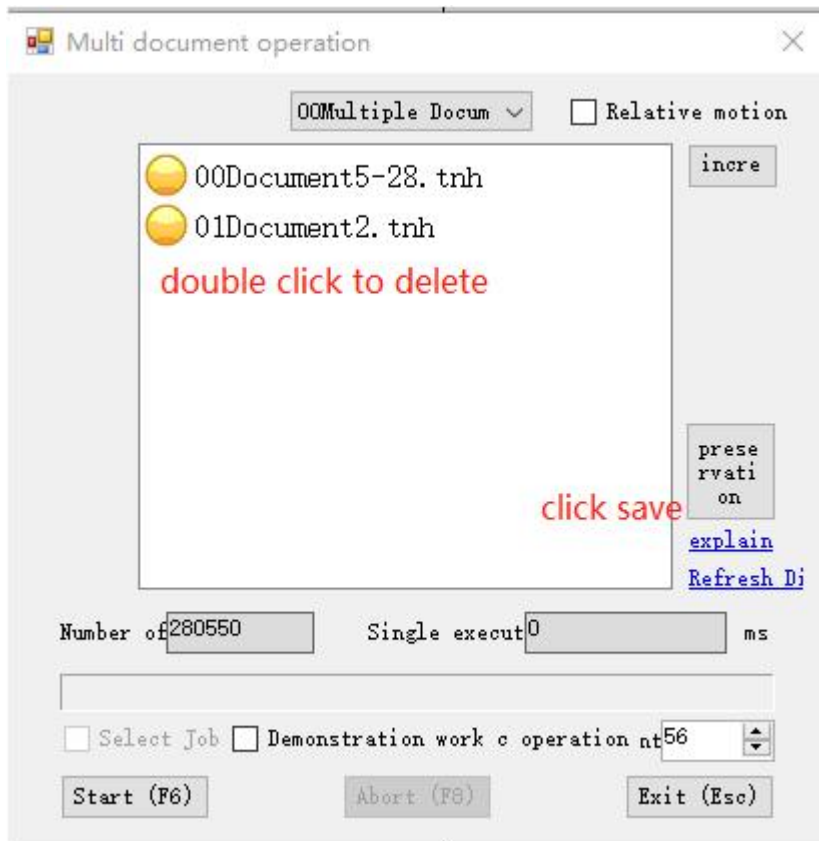 Multi document operation
00Multiple Docum
Relative motion
00Document5-28.tnh
incre
01Document2.tnh
double click to delete
prese
rvati
on
click save
explain
Refresh Di
Number of 280550
Single execut 0 ms
Select Job
Demonstration work c operation nt 56
Start (F6)
Abort (F8)
Exit (Esc)